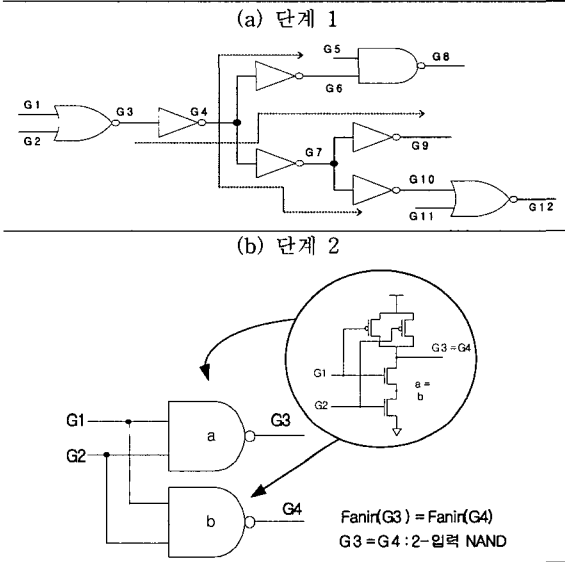 (a) 단계 1
G5
G8
G6
G1
G3
G4
G2
G7
G9
G10
G11
G12
(b) 단계 2
G3=G4
G1
a =
b
G2
G1
a
G3
G2
b
G4
Fanin(G3) = Fanin(G4)
G3=G4 : 2-입력 NAND